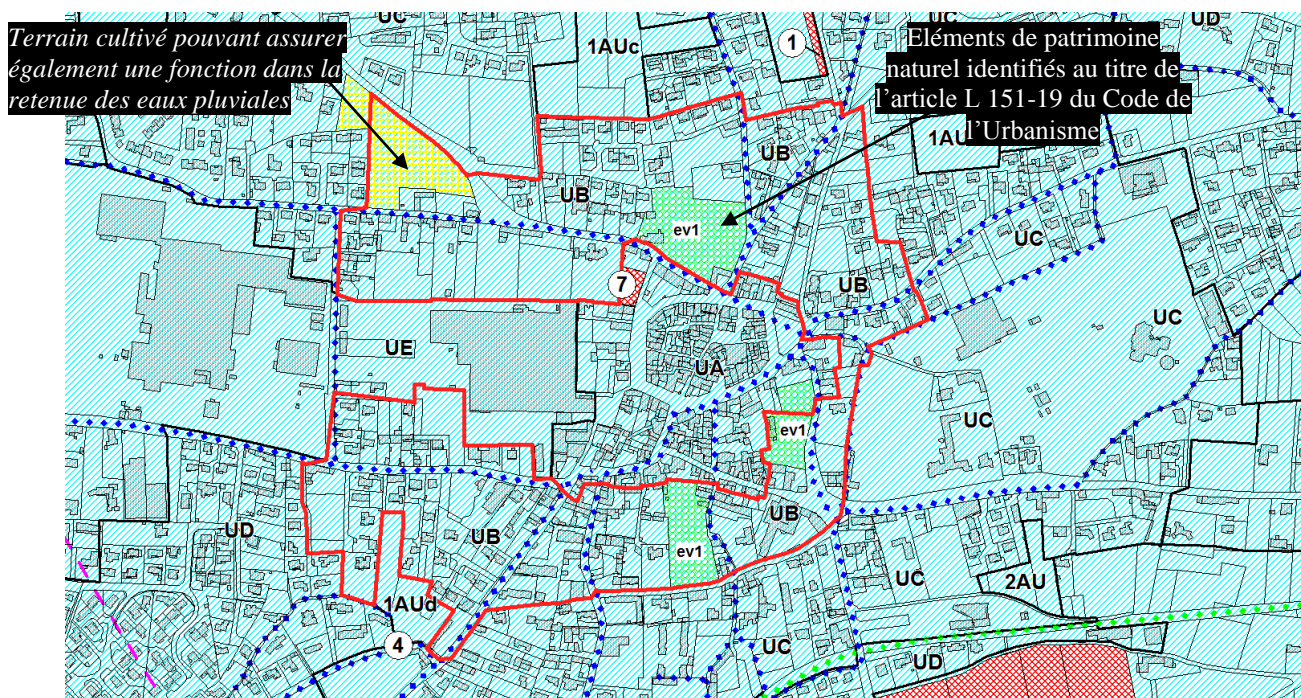 Terrain cultivé pouvant assurer
également une fonction dans la
retenue des eaux pluviales
Eléments de patrimoine
naturel identifiés au titre de
l'article L 151-19 du Code de
l'Urbanisme
UC
1AUc
1
UC
UD
1AU
UB
UB
ev1
UC
7
UB
UC
UE
UA
UC
ev1
UD
UB
UB
ev1
UC
2AU
1AUd
4
UC
UD